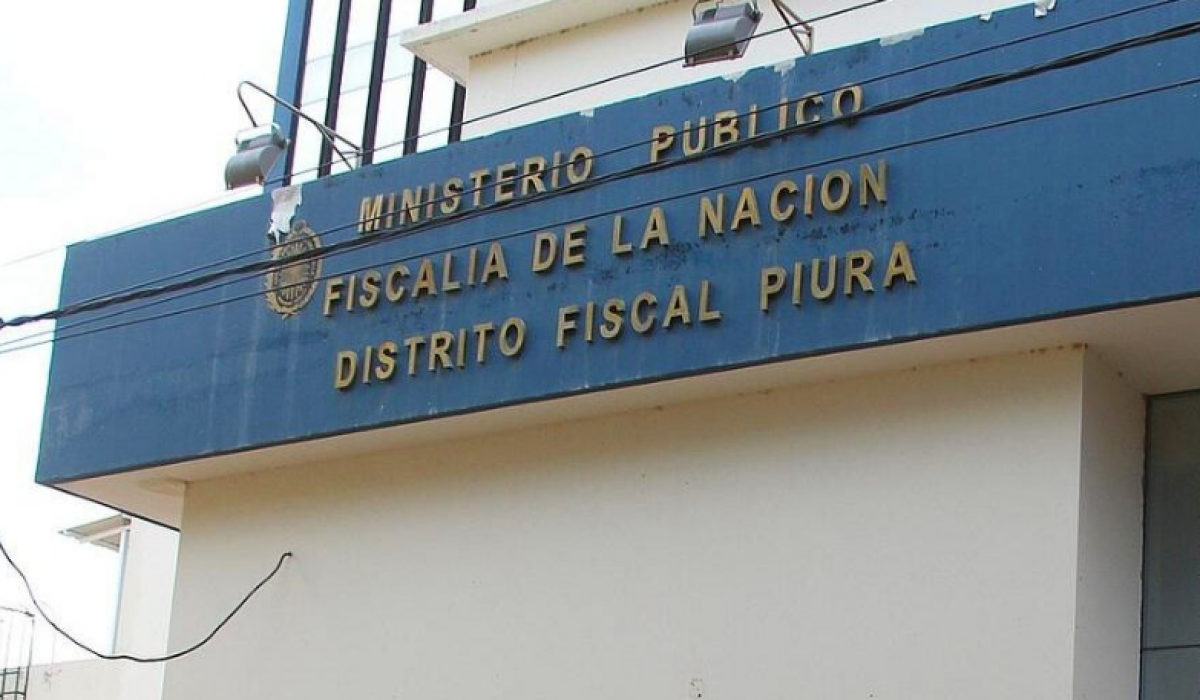 MINISTERIO PUBLICO
FISCALIA DE LA NACION
DISTRITO FISCAL PIURA